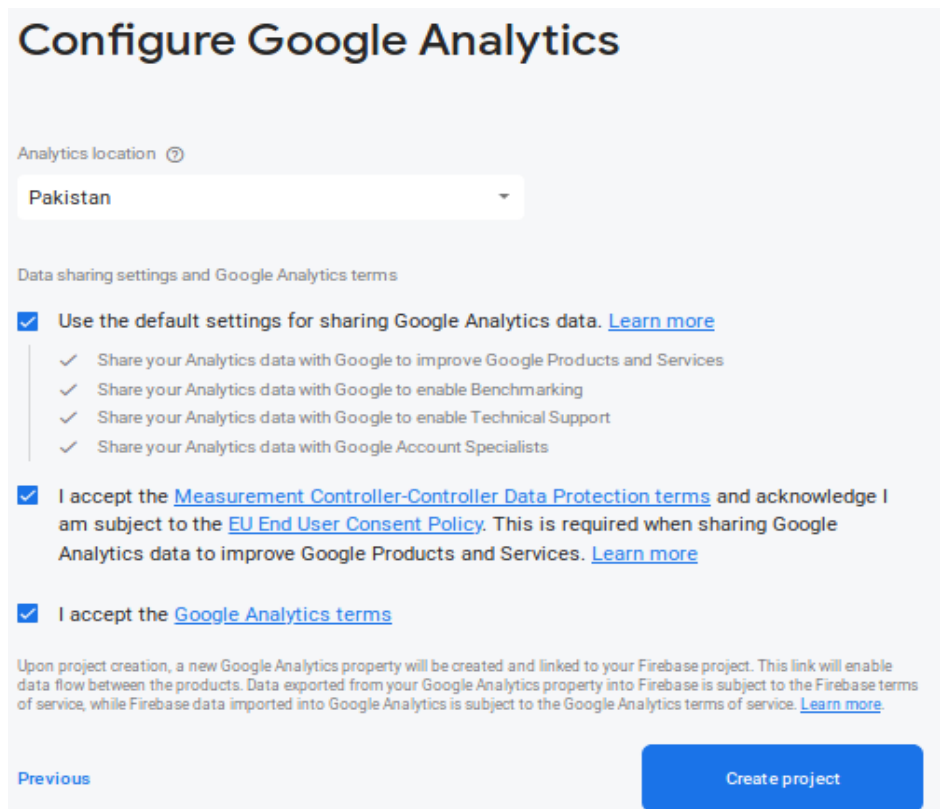 Configure Google Analytics
Analytics location
Pakistan
Data sharing settings and Google Analytics terms
Use the default settings for sharing Google Analytics data. Learn more
Share your Analytics data with Google to improve Google Products and Services
Share your Analytics data with Google to enable Benchmarking
Share your Analytics data with Google to enable Technical Support
Share your Analytics data with Google Account Specialists
I accept the Measurement Controller-Controller Data Protection terms and acknowledge I
am subject to the EU End User Consent Policy. This is required when sharing Google
Analytics data to improve Google Products and Services. Learn more
I accept the Google Analytics terms
Upon project creation, a new Google Analytics property will be created and linked to your Firebase project. This link will enable
data flow between the products. Data exported from your Google Analytics property into Firebase is subject to the Firebase terms
of service, while Firebase data imported into Google Analytics is subject to the Google Analytics terms of service. Learn more.
Previous
Create project